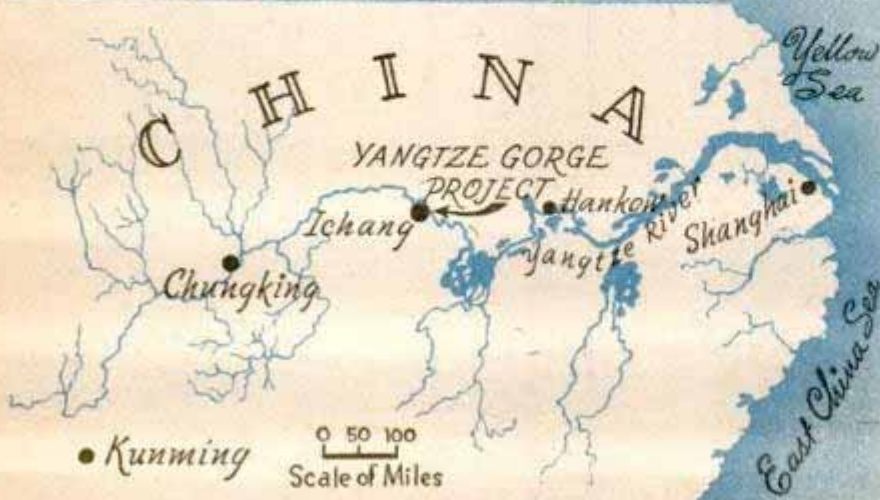 CHINA
Yellow
Sea
YANGTZE GORGE
PROJECT
Hankow
Ichang
Yangtze River
Shanghai
Chungking
East China Sea
Kunming
0 50 100
Scale of Miles